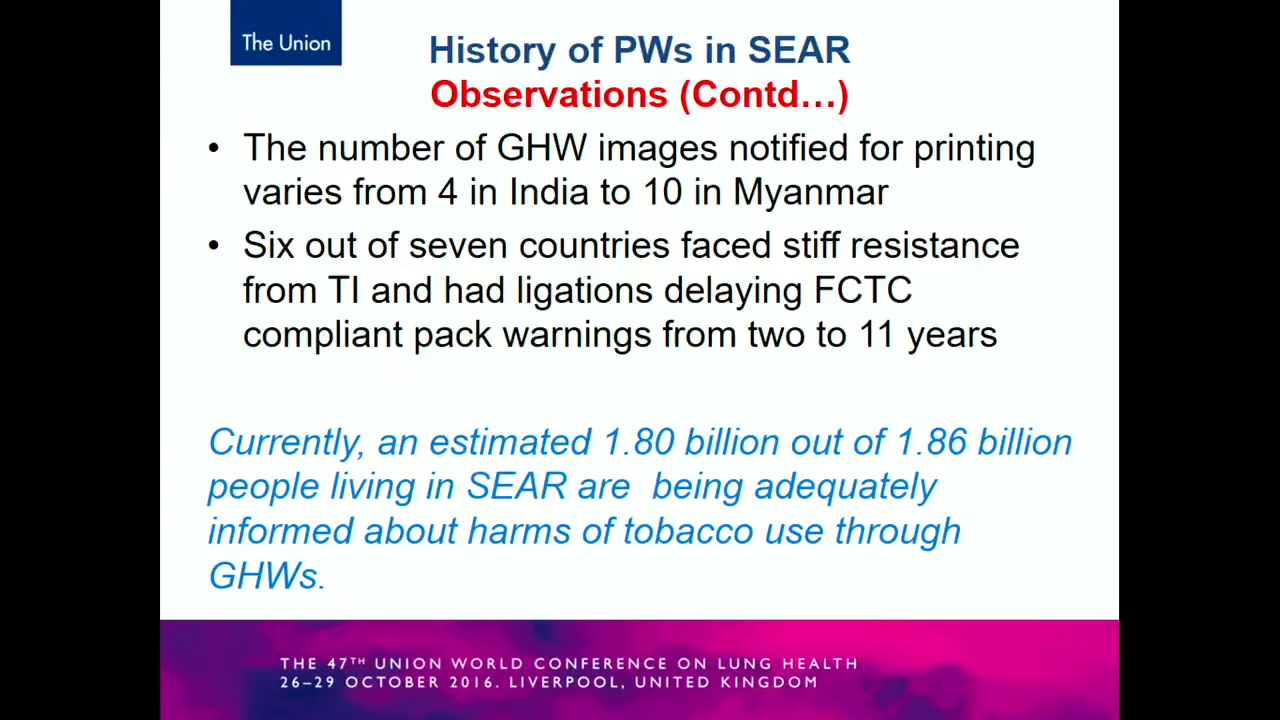 The Union
History of PWs in SEAR
Observations (Contd...)
• The number of GHW images notified for printing
varies from 4 in India to 10 in Myanmar
• Six out of seven countries faced stiff resistance
from TI and had ligations delaying FCTC
compliant pack warnings from two to 11 years
Currently, an estimated 1.80 billion out of 1.86 billion
people living in SEAR are being adequately
informed about harms of tobacco use through
GHWs.
THE 47TH UNION WORLD CONFERENCE ON LUNG HEALTH
26–29 OCTOBER 2016. LIVERPOOL, UNITED KINGDOM